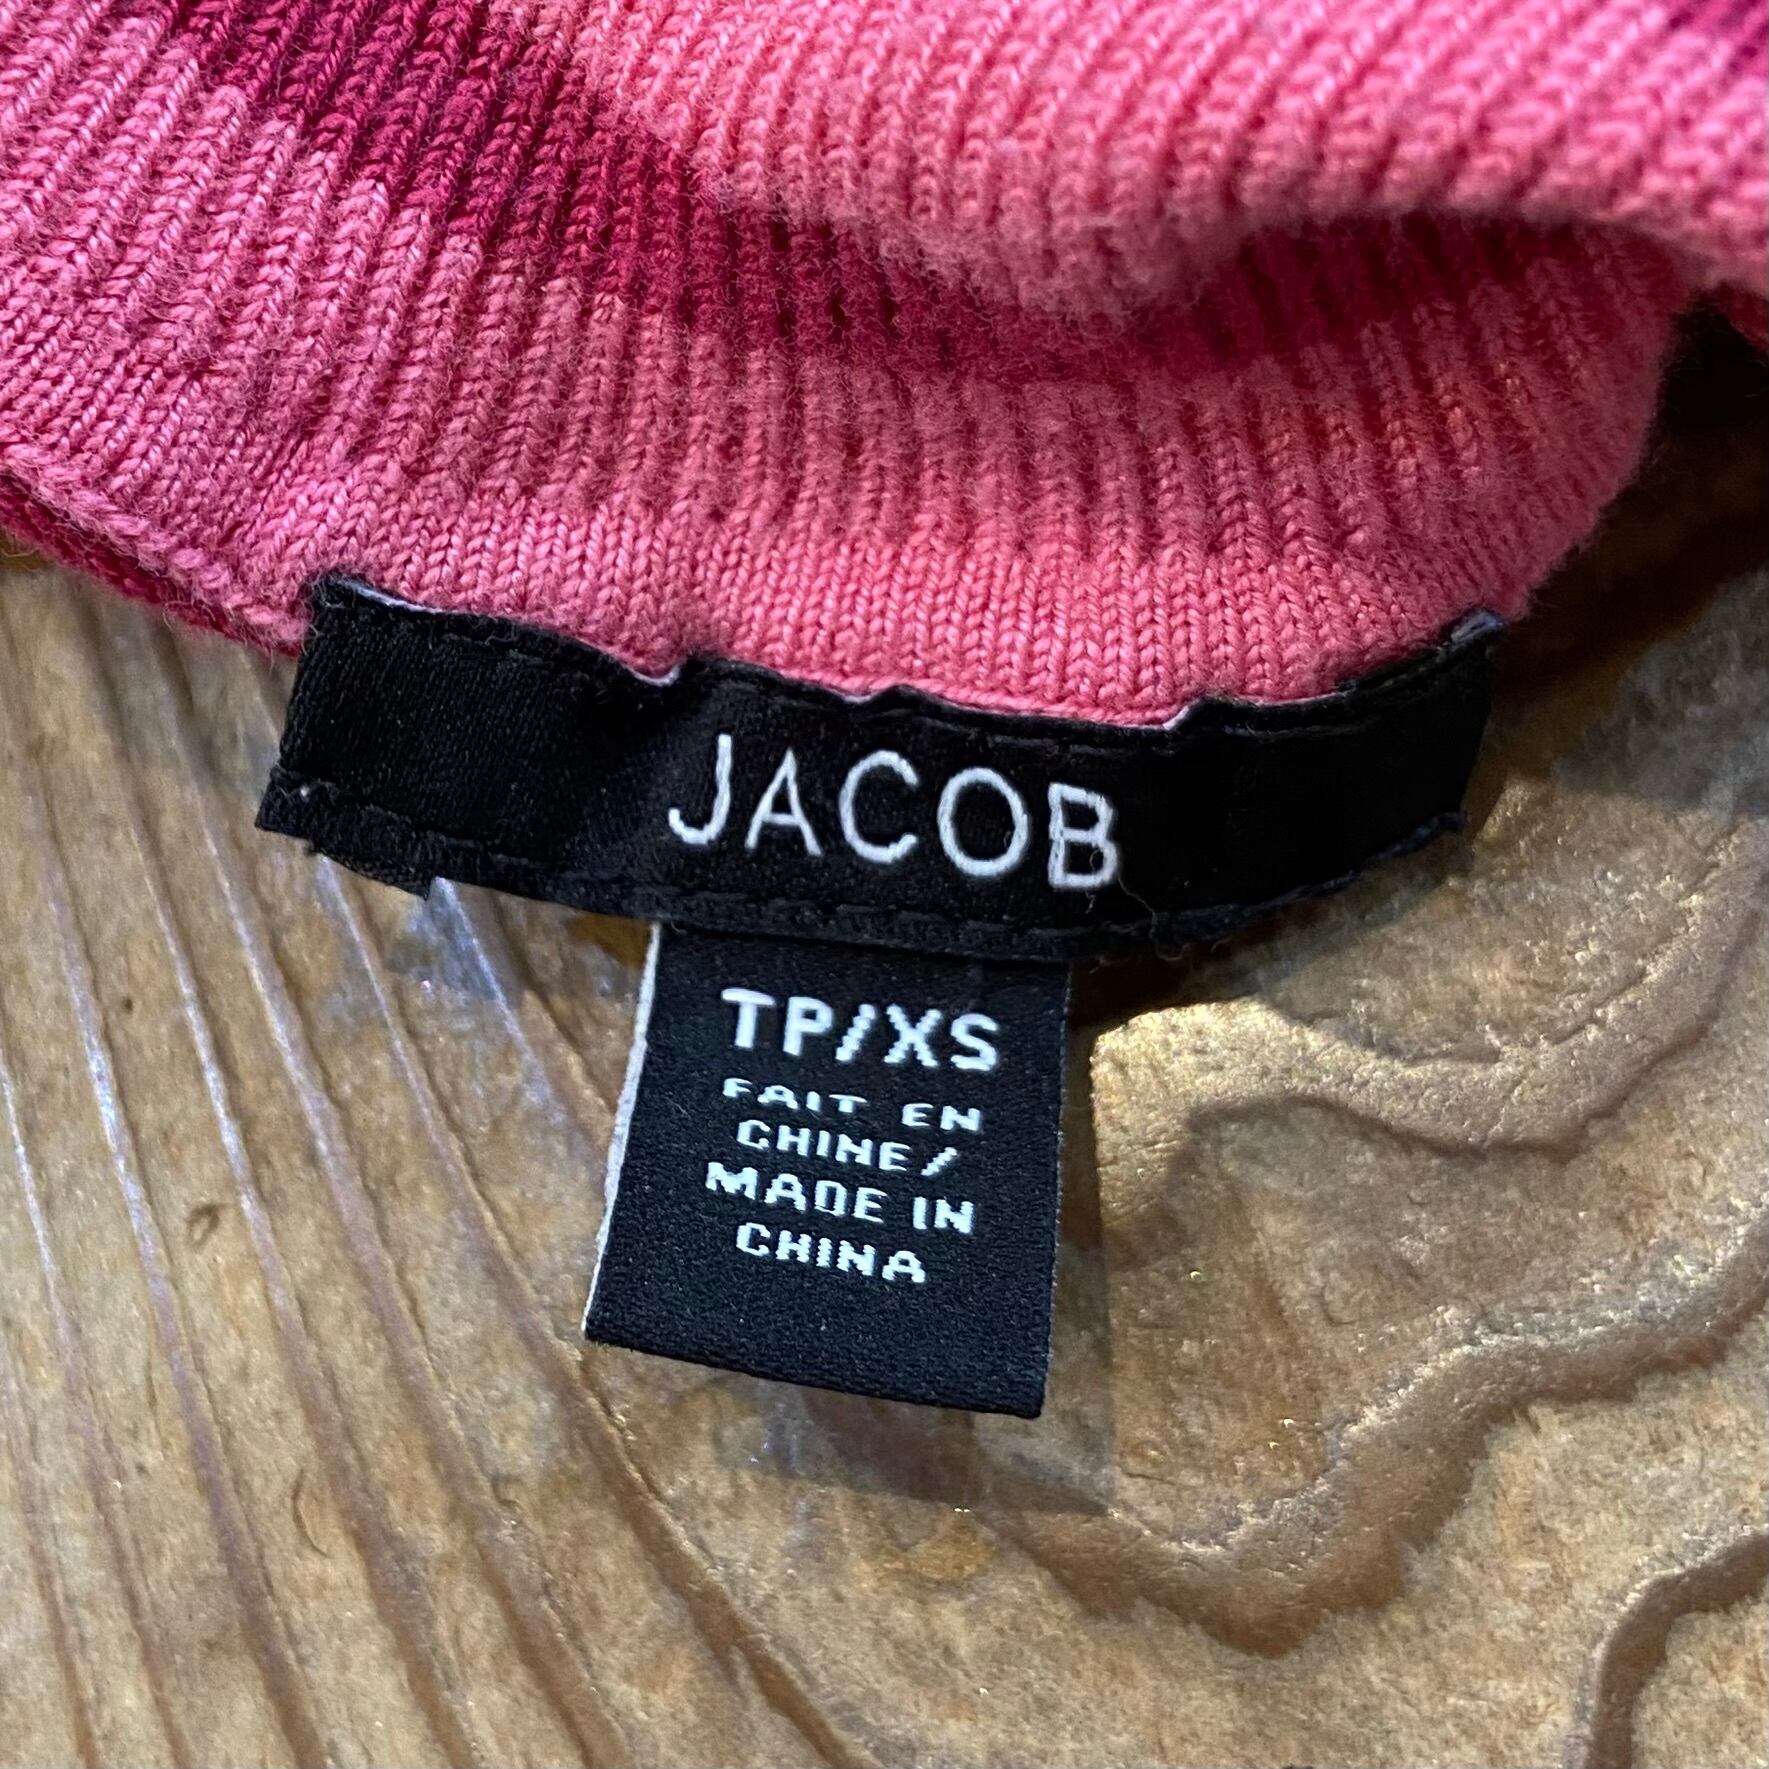 JACOB
TP/XS
FAIT EN
CHINE/
MADE IN
CHINA